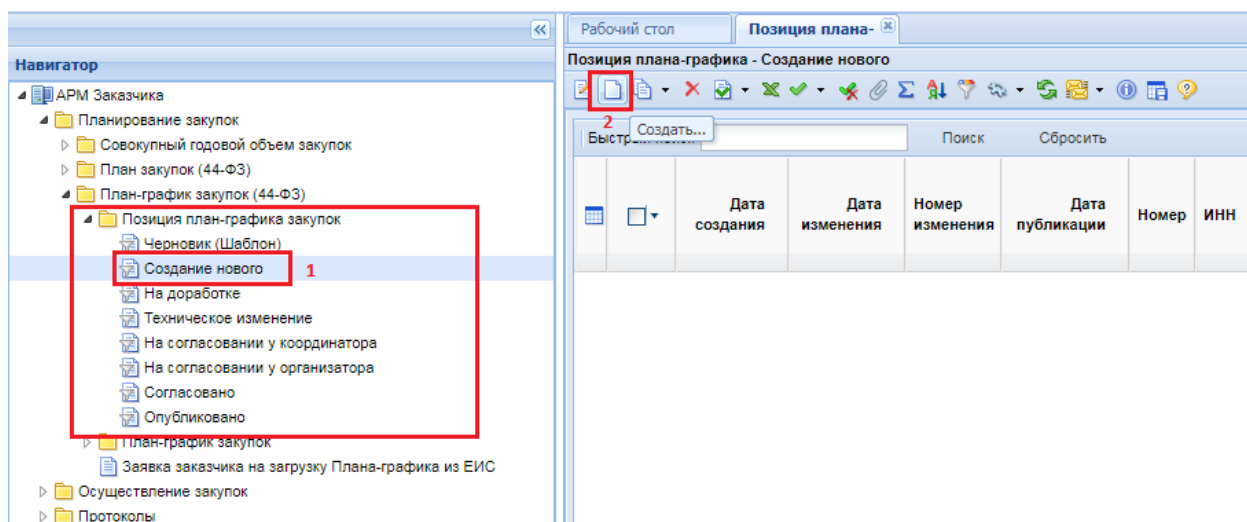 Навигатор
АРМ Заказчика
Планирование закупок
Совокупный годовой объем закупок
План закупок (44-ФЗ)
План-график закупок (44-ФЗ)
Позиция план-графика закупок
Черновик (Шаблон)
Создание нового 1
На доработке
Техническое изменение
На согласовании у координатора
На согласовании у организатора
Согласовано
Опубликовано
План-график закупок
Заявка заказчика на загрузку Плана-графика из ЕИС
Осуществление закупок
Протоколы
Рабочий стол Позиция плана-
Позиция плана-графика - Создание нового
2 Создать...
Поиск Сбросить
Дата создания Дата изменения Номер изменения Дата публикации Номер ИНН